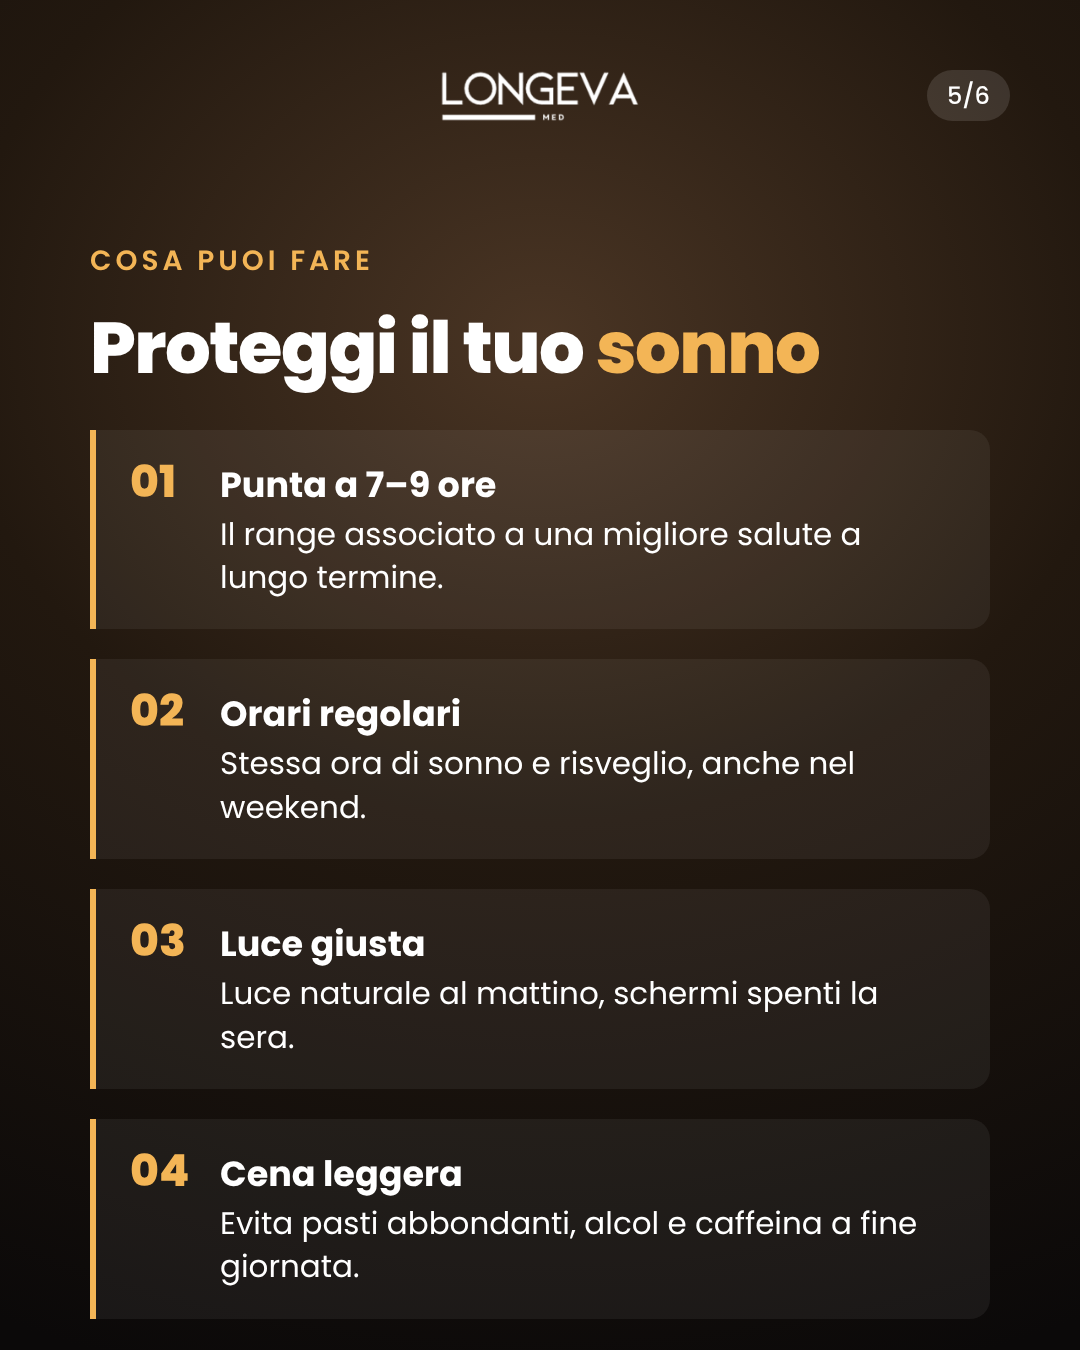 LONGEVA
MED
5/6
COSA PUOI FARE
Proteggi il tuo sonno
01
Punta a 7–9 ore
Il range associato a una migliore salute a
lungo termine.
02
Orari regolari
Stessa ora di sonno e risveglio, anche nel
weekend.
03
Luce giusta
Luce naturale al mattino, schermi spenti la
sera.
04
Cena leggera
Evita pasti abbondanti, alcol e caffeina a fine
giornata.